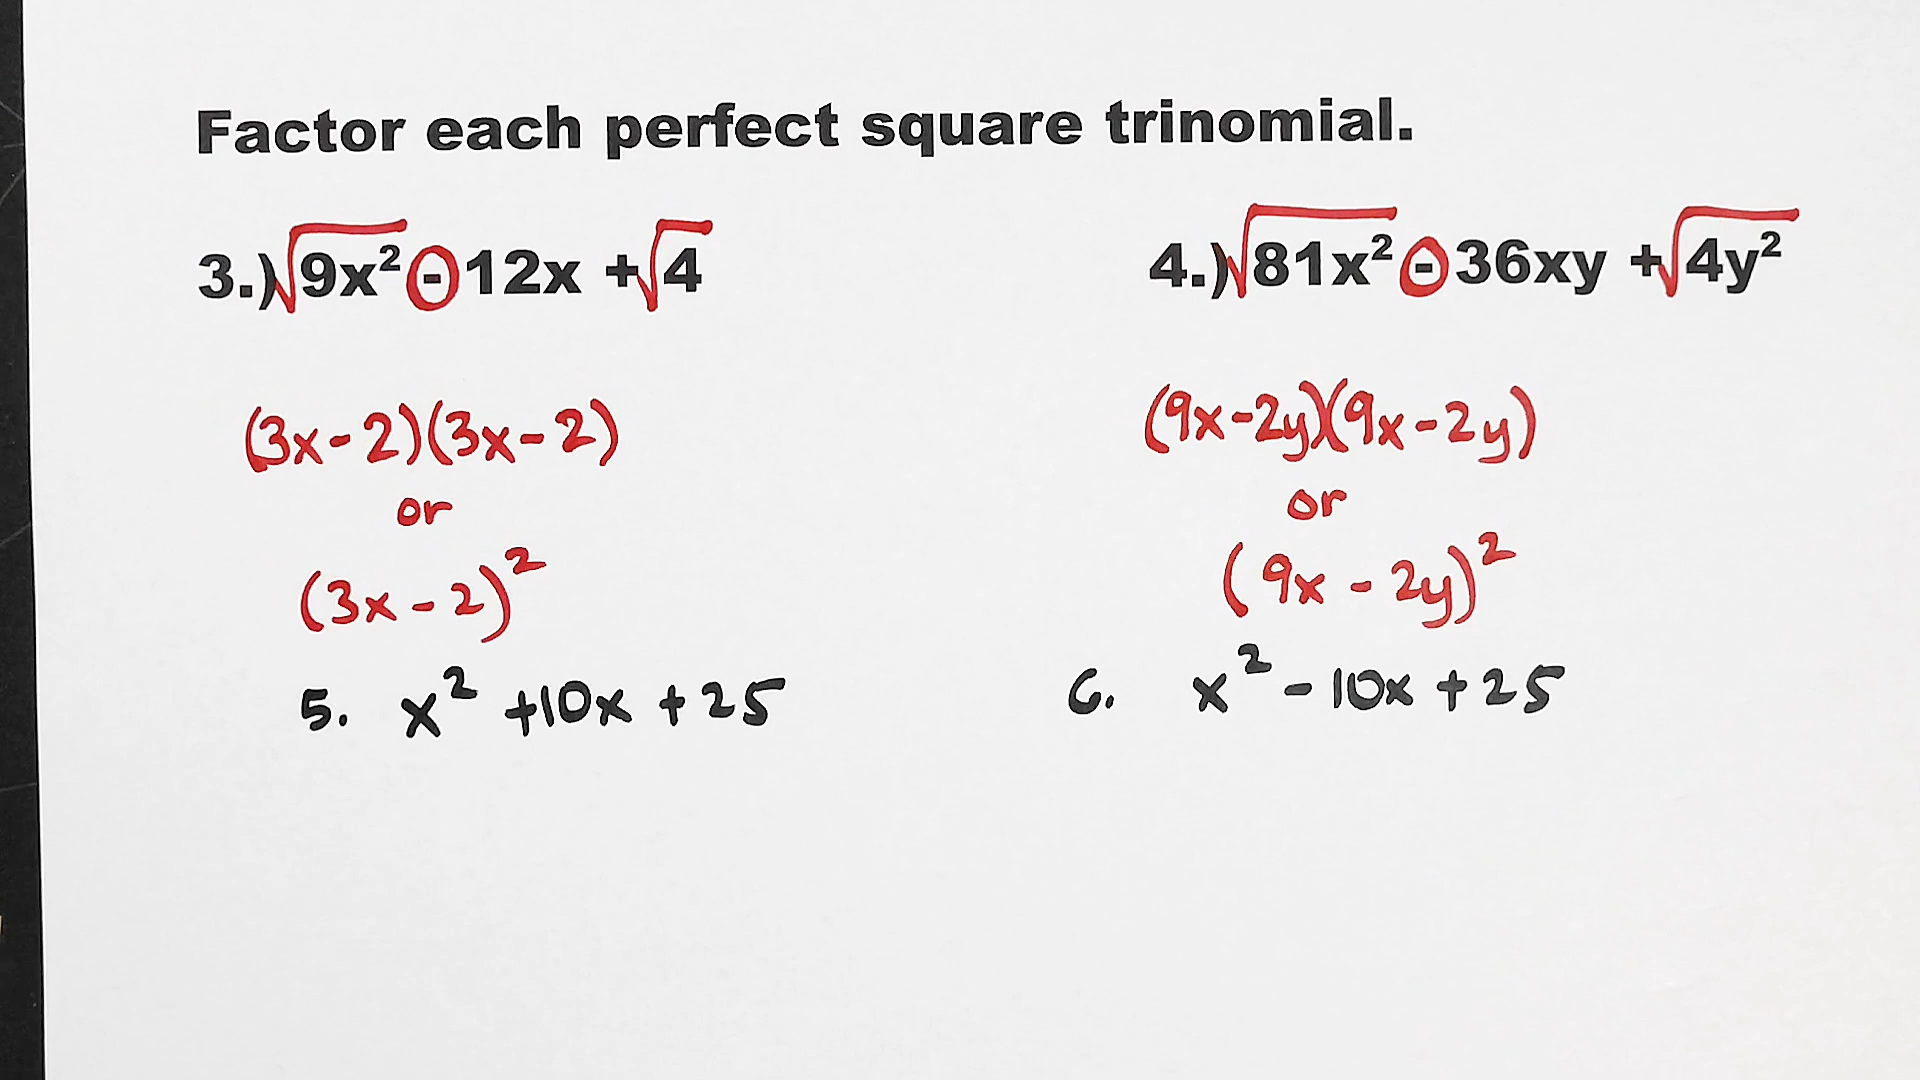 Factor each perfect square trinomial.
3.) √9x² - 12x + √4
4.) √81x² - 36xy + √4y²
(3x - 2)(3x - 2)
or
(3x - 2)²
(9x - 2y)(9x - 2y)
or
(9x - 2y)²
5. x² + 10x + 25
6. x² - 10x + 25